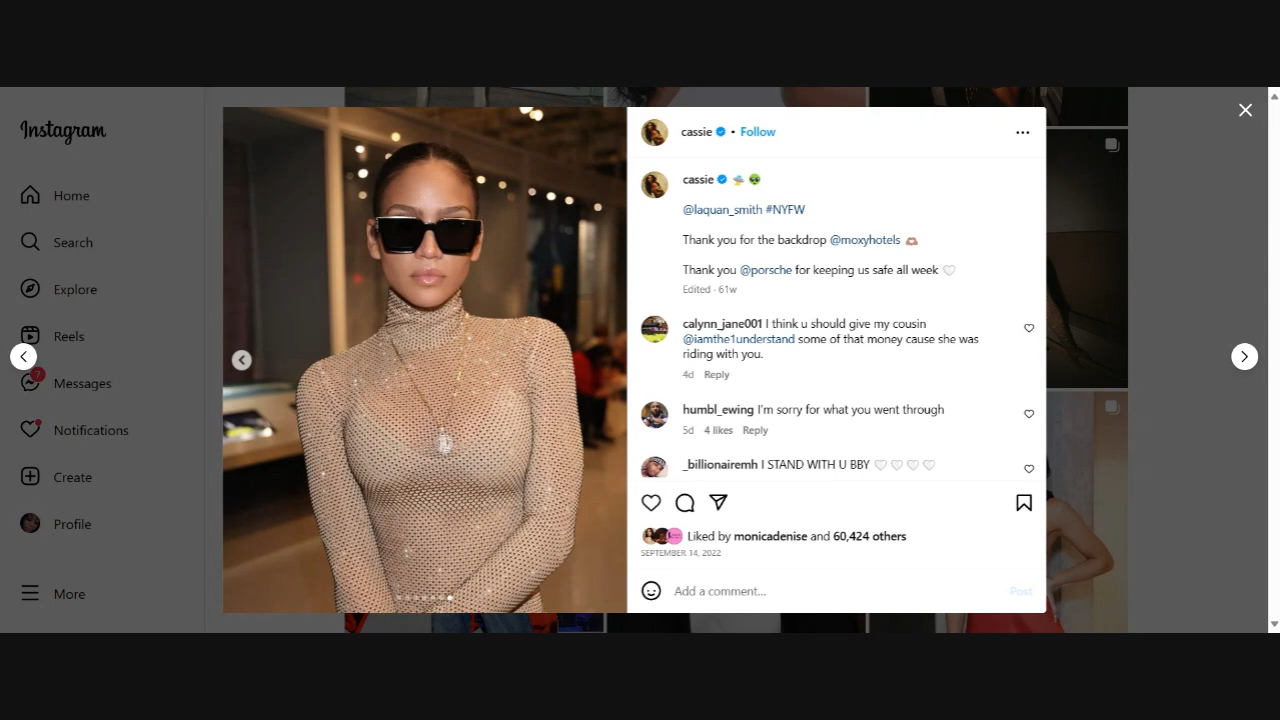 Instagram
Home
Search
Explore
Reels
7
Messages
Notifications
Create
Profile
More
cassie • Follow
cassie 🛸 👽
@laquan_smith #NYFW
Thank you for the backdrop @moxyhotels 🫶🏽
Thank you @porsche for keeping us safe all week 🤍
Edited · 61w
calynn_jane001 I think u should give my cousin
@iamthe1understand some of that money cause she was
riding with you.
4d Reply
humbl_ewing I'm sorry for what you went through
5d 4 likes Reply
_billionairemh I STAND WITH U BBY 🤍 🤍 🤍 🤍
Liked by monicadenise and 60,424 others
SEPTEMBER 14, 2022
Add a comment...
Post